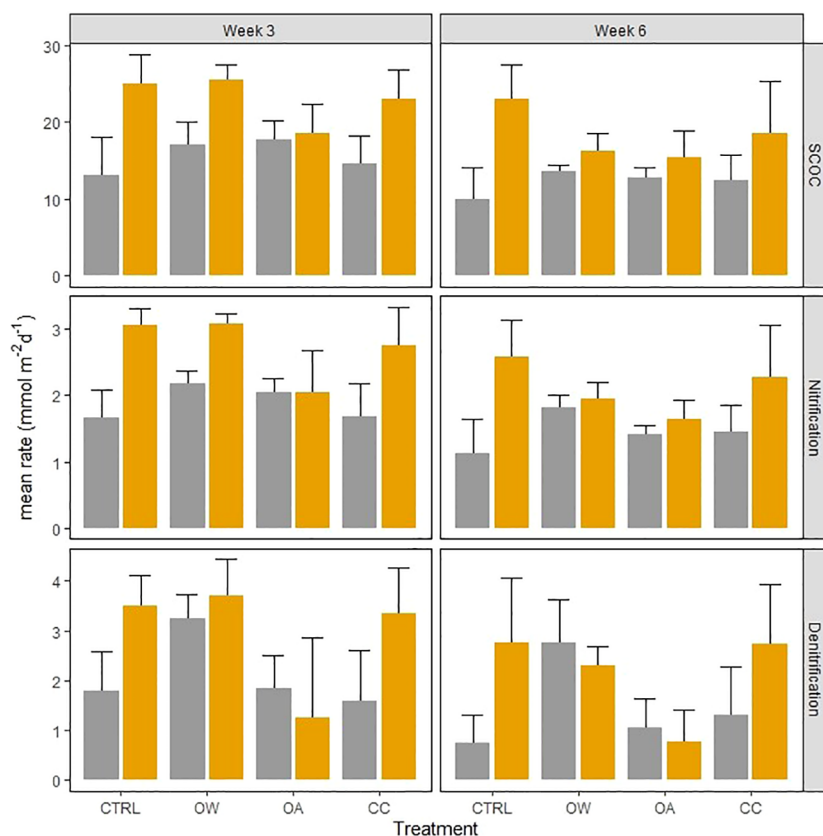 Week 3
Week 6
30
20
10
0
SCOC
3
2
1
0
Nitrification
4
3
2
1
0
Denitrification
mean rate (mmol m⁻²d⁻¹)
CTRL OW OA CC
CTRL OW OA CC
Treatment